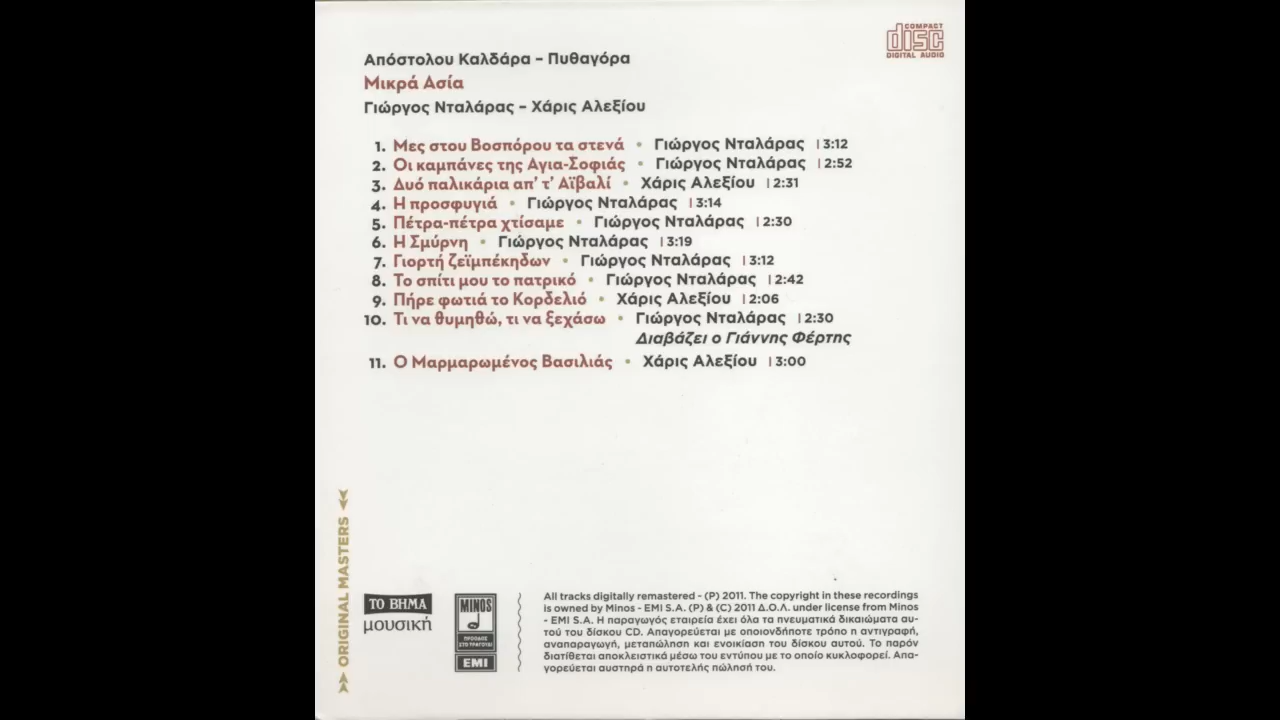 COMPACT
disc
DIGITAL AUDIO
Απόστολου Καλδάρα – Πυθαγόρα
Μικρά Ασία
Γιώργος Νταλάρας – Χάρις Αλεξίου
1. Μες στου Βοσπόρου τα στενά • Γιώργος Νταλάρας | 3:12
2. Οι καμπάνες της Αγια-Σοφιάς • Γιώργος Νταλάρας | 2:52
3. Δυό παλικάρια απ' τ' Αϊβαλί • Χάρις Αλεξίου | 2:31
4. Η προσφυγιά • Γιώργος Νταλάρας | 3:14
5. Πέτρα-πέτρα χτίσαμε • Γιώργος Νταλάρας | 2:30
6. Η Σμύρνη • Γιώργος Νταλάρας | 3:19
7. Γιορτή ζεϊμπέκηδων • Γιώργος Νταλάρας | 3:12
8. Το σπίτι μου το πατρικό • Γιώργος Νταλάρας | 2:42
9. Πήρε φωτιά το Κορδελιό • Χάρις Αλεξίου | 2:06
10. Τι να θυμηθώ, τι να ξεχάσω • Γιώργος Νταλάρας | 2:30
Διαβάζει ο Γιάννης Φέρτης
11. Ο Μαρμαρωμένος Βασιλιάς • Χάρις Αλεξίου | 3:00
ORIGINAL MASTERS
ΤΟ ΒΗΜΑ
μουσική
MINOS
ΠΡΟΟΔΟΣ
ΣΤΟ ΤΡΑΓΟΥΔΙ
EMI
All tracks digitally remastered - (P) 2011. The copyright in these recordings
is owned by Minos - EMI S.A. (P) & (C) 2011 Δ.Ο.Λ. under license from Minos
- EMI S.A. Η παραγωγός εταιρεία έχει όλα τα πνευματικά δικαιώματα αυ-
τού του δίσκου CD. Απαγορεύεται με οποιονδήποτε τρόπο η αντιγραφή,
αναπαραγωγή, μεταπώληση και ενοικίαση του δίσκου αυτού. Το παρόν
διατίθεται αποκλειστικά μέσω του εντύπου με το οποίο κυκλοφορεί. Απα-
γορεύεται αυστηρά η αυτοτελής πώλησή του.